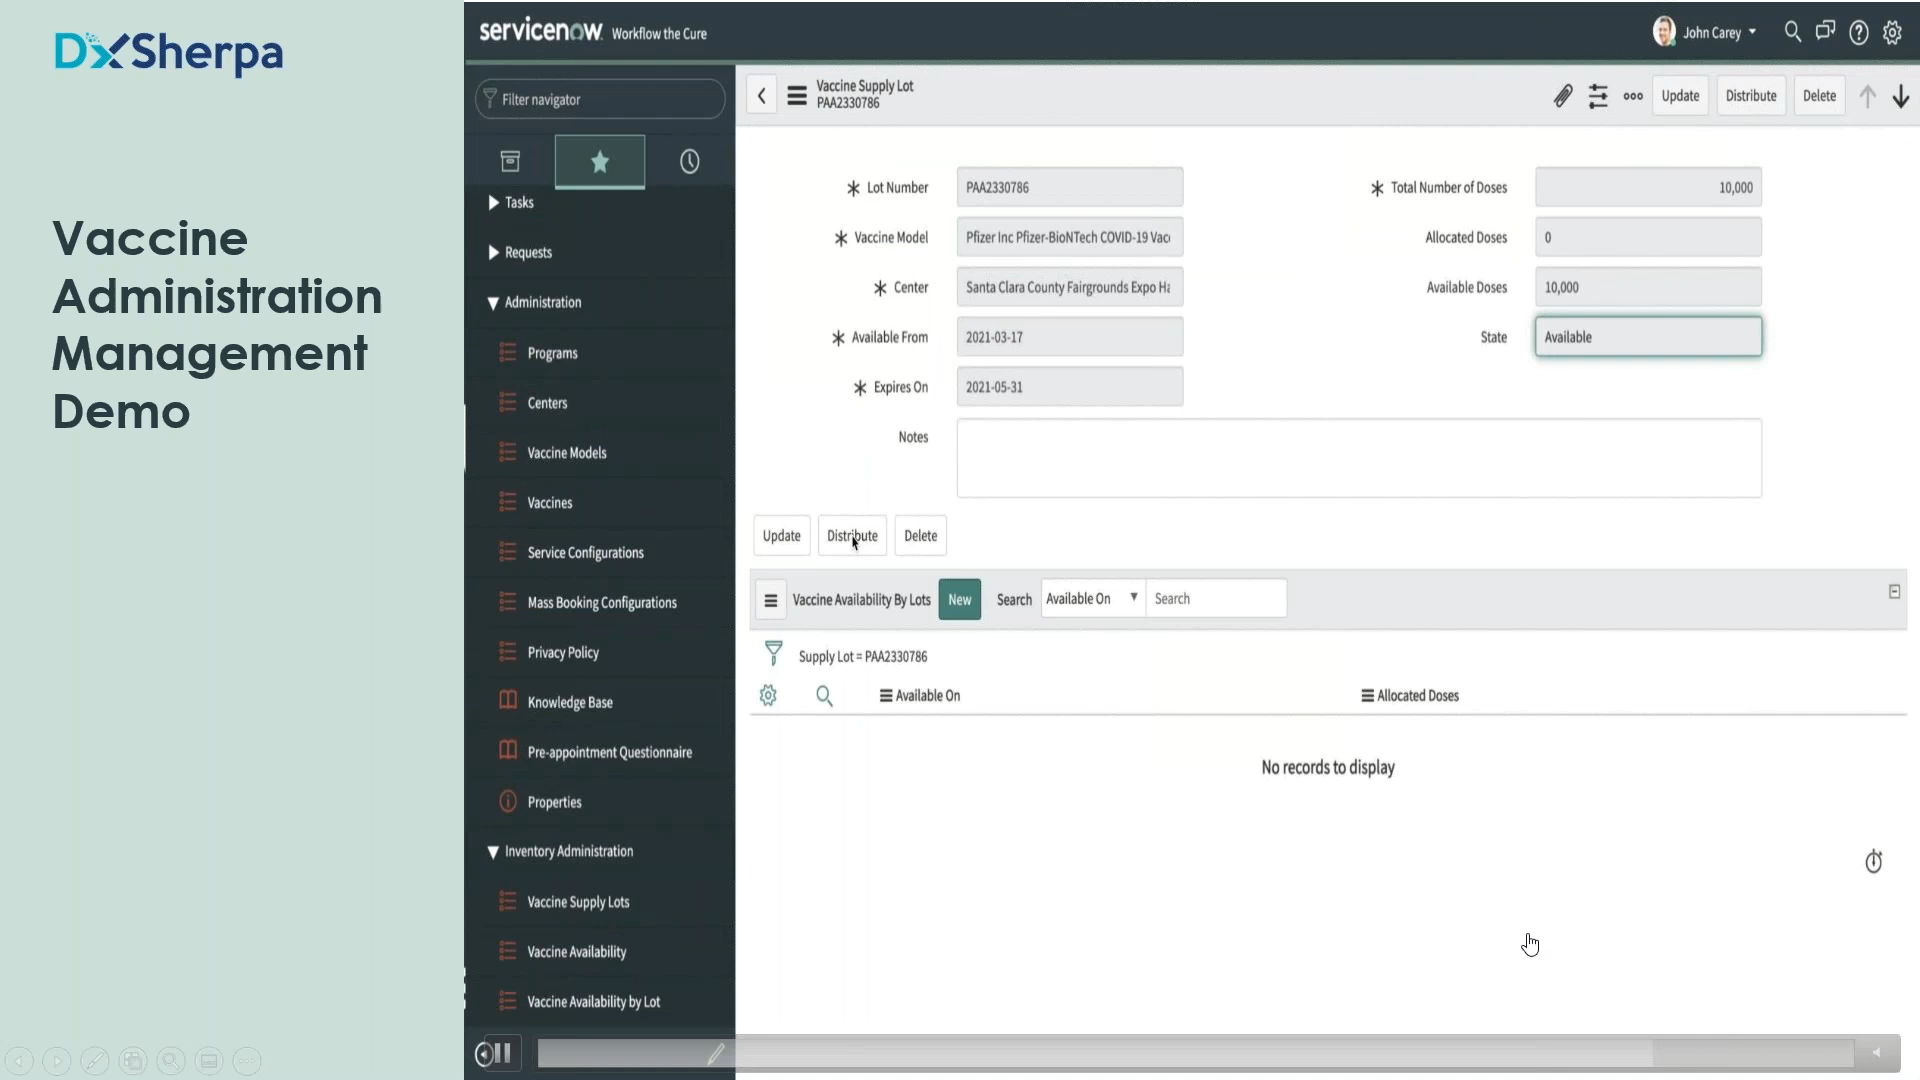 DxSherpa
Vaccine
Administration
Management
Demo
servicenow Workflow the Cure
John Carey
Filter navigator
Tasks
Requests
Administration
Programs
Centers
Vaccine Models
Vaccines
Service Configurations
Mass Booking Configurations
Privacy Policy
Knowledge Base
Pre-appointment Questionnaire
Properties
Inventory Administration
Vaccine Supply Lots
Vaccine Availability
Vaccine Availability by Lot
Vaccine Supply Lot
PAA2330786
Update Distribute Delete
Lot Number PAA2330786
Vaccine Model Pfizer Inc Pfizer-BioNTech COVID-19 Vacc
Center Santa Clara County Fairgrounds Expo Ha
Available From 2021-03-17
Expires On 2021-05-31
Total Number of Doses 10,000
Allocated Doses 0
Available Doses 10,000
State Available
Notes
Update Distribute Delete
Vaccine Availability By Lots New Search Available On Search
Supply Lot = PAA2330786
Available On Allocated Doses
No records to display